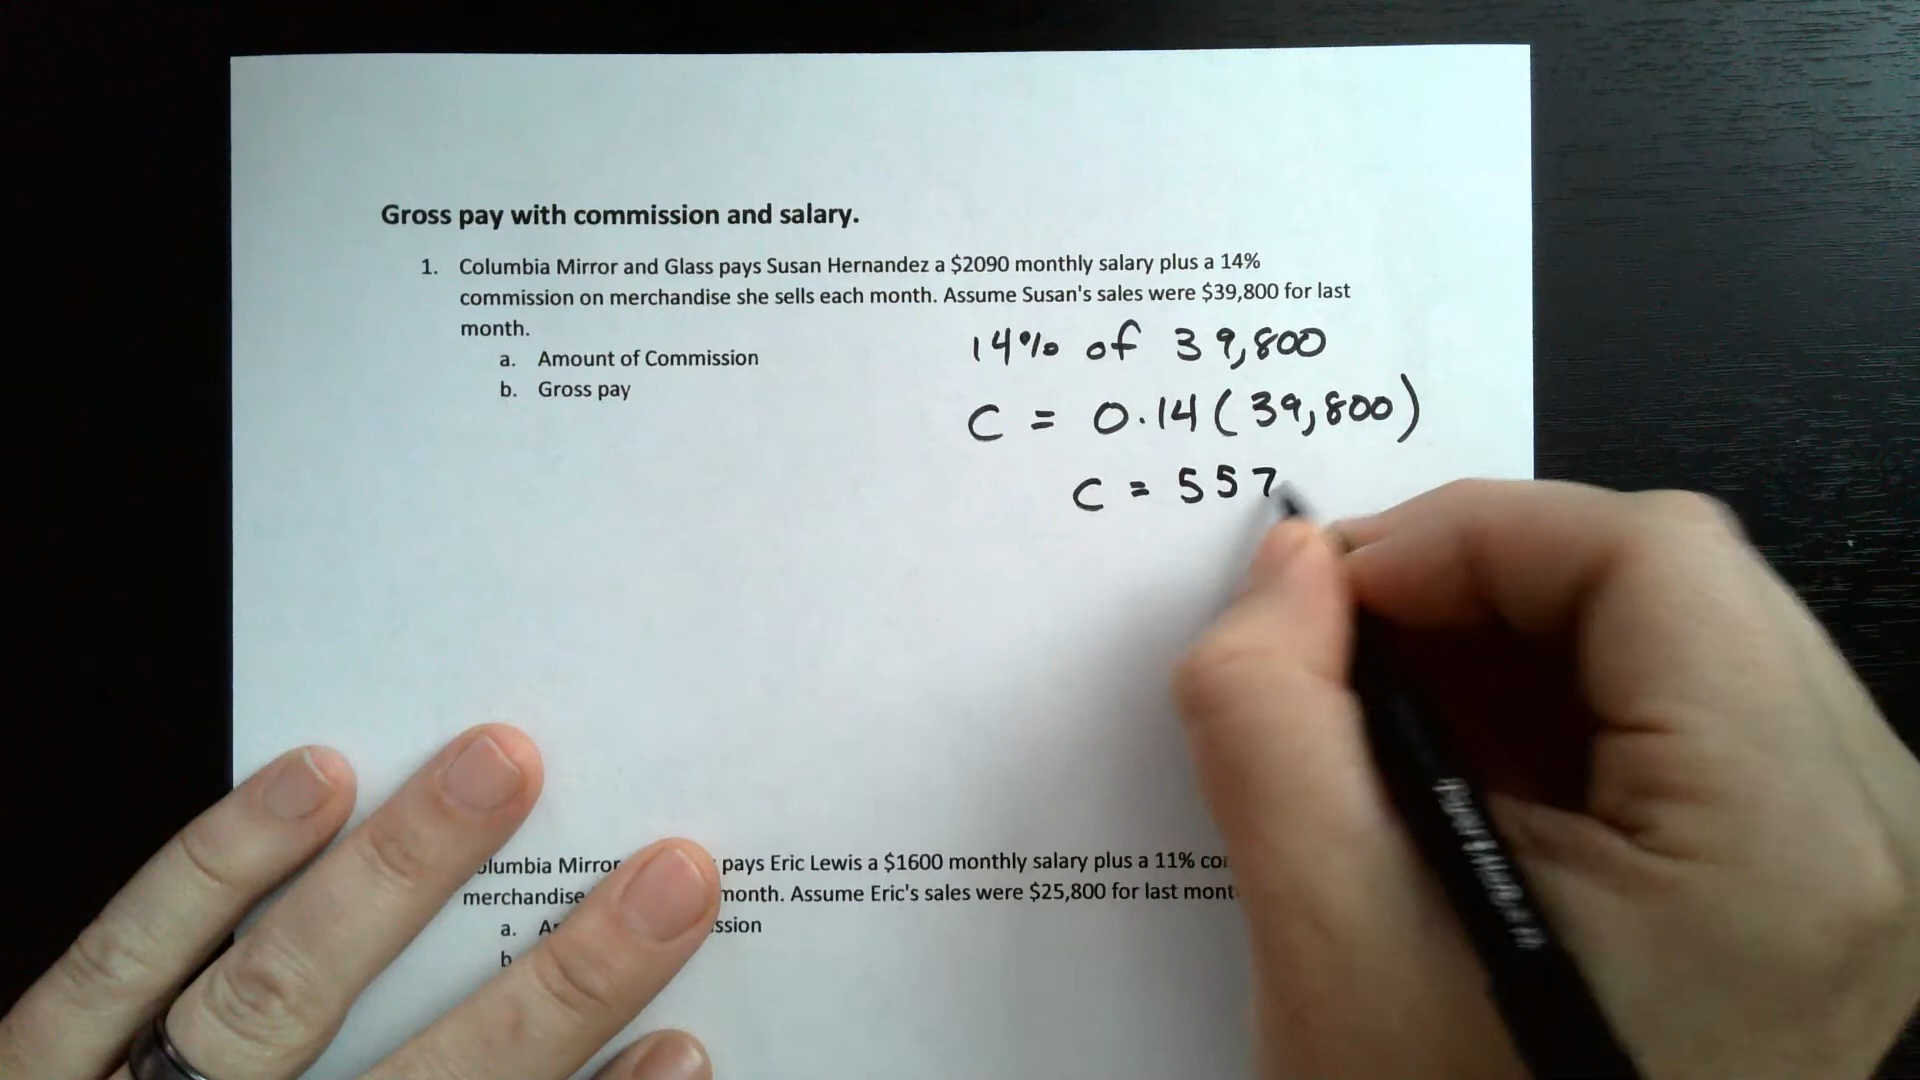 Gross pay with commission and salary.
1. Columbia Mirror and Glass pays Susan Hernandez a $2090 monthly salary plus a 14%
commission on merchandise she sells each month. Assume Susan's sales were $39,800 for last
month.
a. Amount of Commission
b. Gross pay
14% of 39,800
C = 0.14(39,800)
C = 557
Mirror pays Eric Lewis a $1600 monthly salary plus a 11%
merchandise month. Assume Eric's sales were $25,800 for last
a.
b